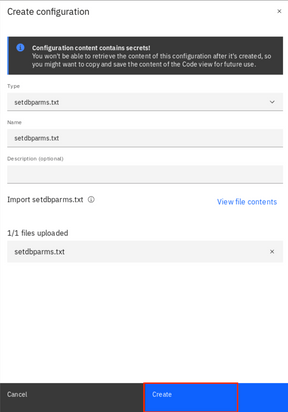 Create configuration
Configuration content contains secrets!
You won't be able to retrieve the content of this configuration after it's created, so
you might want to copy and save the content of the Code view for future use.
Type
setdbparms.txt
Name
setdbparms.txt
Description (optional)
Import setdbparms.txt
View file contents
1/1 files uploaded
setdbparms.txt
Cancel
Create